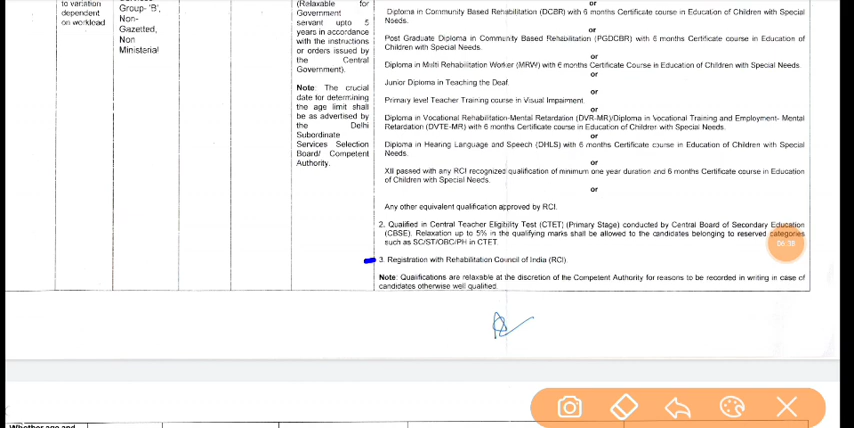 to variation
dependent
on workload
Group-'B',
Non-
Gazetted,
Non
Ministerial
(Relaxable for
Government
servant upto 5
years in accordance
with the instructions
or orders issued by
the Central
Government).
Note: The crucial
date for determining
the age limit shall
be as advertised by
the Delhi
Subordinate
Services Selection
Board/ Competent
Authority.
or
Diploma in Community Based Rehabilitation (DCBR) with 6 months Certificate course in Education of Children with Special
Needs.
or
Post Graduate Diploma in Community Based Rehabilitation (PGDCBR) with 6 months Certificate course in Education of
Children with Special Needs.
or
Diploma in Multi Rehabilitation Worker (MRW) with 6 months Certificate Course in Education of Children with Special Needs.
or
Junior Diploma in Teaching the Deaf.
or
Primary level Teacher Training course in Visual Impairment.
or
Diploma in Vocational Rehabilitation-Mental Retardation (DVR-MR)/Diploma in Vocational Training and Employment- Mental
Retardation (DVTE-MR) with 6 months Certificate course in Education of Children with Special Needs.
or
Diploma in Hearing Language and Speech (DHLS) with 6 months Certificate course in Education of Children with Special
Needs.
or
XII passed with any RCI recognized qualification of minimum one year duration and 6 months Certificate course in Education
of Children with Special Needs.
or
Any other equivalent qualification approved by RCI.
2. Qualified in Central Teacher Eligibility Test (CTET) (Primary Stage) conducted by Central Board of Secondary Education
(CBSE). Relaxation up to 5% in the qualifying marks shall be allowed to the candidates belonging to reserved categories
such as SC/ST/OBC/PH in CTET.
3. Registration with Rehabilitation Council of India (RCI).
Note: Qualifications are relaxable at the discretion of the Competent Authority for reasons to be recorded in writing in case of
candidates otherwise well qualified.
Whether age and